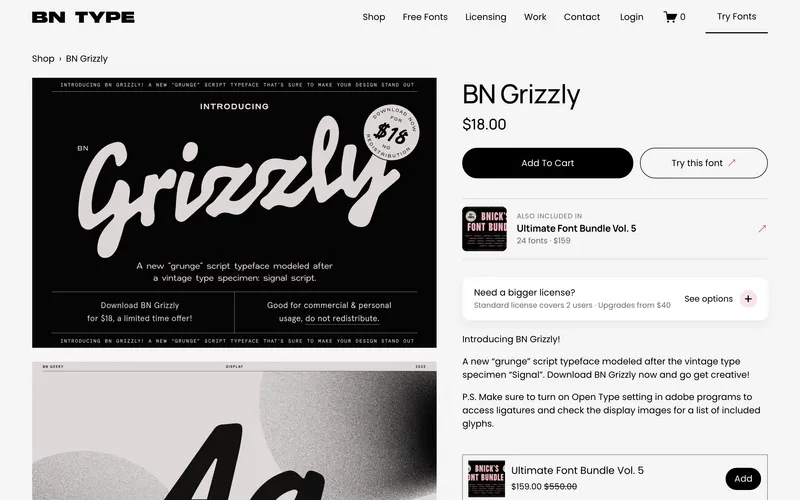 BN TYPE
Shop
Free Fonts
Licensing
Work
Contact
Login
0
Try Fonts
Shop › BN Grizzly
INTRODUCING BN GRIZZLY! A NEW "GRUNGE" SCRIPT TYPEFACE THAT'S SURE TO MAKE YOUR DESIGN STAND OUT
INTRODUCING
DOWNLOAD NOW
FOR
$18
NO
REDISTRIBUTION
BN
Grizzly
A new "grunge" script typeface modeled after
a vintage type specimen: signal script.
Download BN Grizzly
for $18, a limited time offer!
Good for commercial & personal
usage, do not redistribute.
INTRODUCING BN GRIZZLY! A NEW "GRUNGE" SCRIPT TYPEFACE THAT'S SURE TO MAKE YOUR DESIGN STAND OUT
BN GEEKY
DISPLAY
2023
Ag
BN Grizzly
$18.00
Add To Cart
Try this font ↗
BNICK'S
FONT BUND
ALSO INCLUDED IN
Ultimate Font Bundle Vol. 5
24 fonts · $159
↗
Need a bigger license?
Standard license covers 2 users · Upgrades from $40
See options +
Introducing BN Grizzly!
A new “grunge” script typeface modeled after the vintage type
specimen “Signal”. Download BN Grizzly now and go get creative!
P.S. Make sure to turn on Open Type setting in adobe programs to
access ligatures and check the display images for a list of included
glyphs.
BNICK'S
FONT BUND
Ultimate Font Bundle Vol. 5
$159.00 $550.00
Add